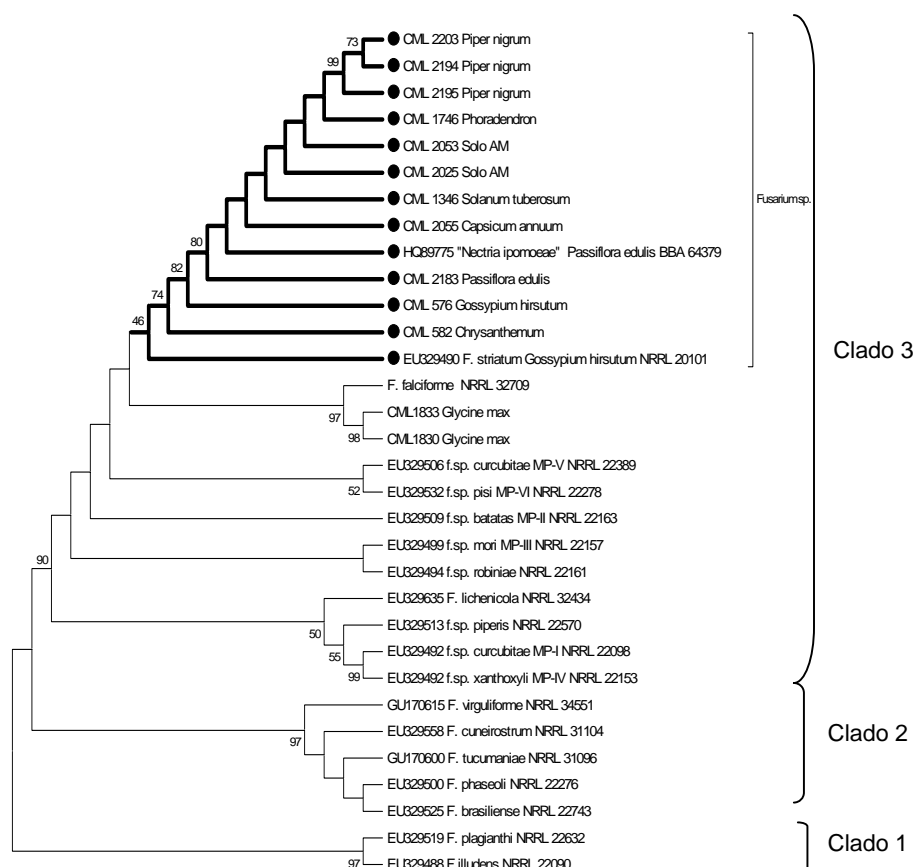 73
CML 2203 Piper nigrum
99
CML 2194 Piper nigrum
CML 2195 Piper nigrum
CML 1746 Phoradendron
CML 2053 Solo AM
CML 2025 Solo AM
CML 1346 Solanum tuberosum
Fusarium sp.
CML 2055 Capsicum annuum
80
HQ89775 "Nectria ipomoeae" Passiflora edulis BBA 64379
82
CML 2183 Passiflora edulis
74
CML 576 Gossypium hirsutum
46
CML 582 Chrysanthemum
Clado 3
EU329490 F. striatum Gossypium hirsutum NRRL 20101
F. falciforme NRRL 32709
97
CML1833 Glycine max
98
CML1830 Glycine max
EU329506 f.sp. curcubitae MP-V NRRL 22389
52
EU329532 f.sp. pisi MP-VI NRRL 22278
EU329509 f.sp. batatas MP-II NRRL 22163
EU329499 f.sp. mori MP-III NRRL 22157
90
EU329494 f.sp. robiniae NRRL 22161
EU329635 F. lichenicola NRRL 32434
50
EU329513 f.sp. piperis NRRL 22570
55
EU329492 f.sp. curcubitae MP-I NRRL 22098
99
EU329492 f.sp. xanthoxyli MP-IV NRRL 22153
GU170615 F. virguliforme NRRL 34551
97
EU329558 F. cuneirostrum NRRL 31104
Clado 2
GU170600 F. tucumaniae NRRL 31096
EU329500 F. phaseoli NRRL 22276
EU329525 F. brasiliense NRRL 22743
EU329519 F. plagianthi NRRL 22632
Clado 1
97
EU329488 F.illudens NRRL 22090